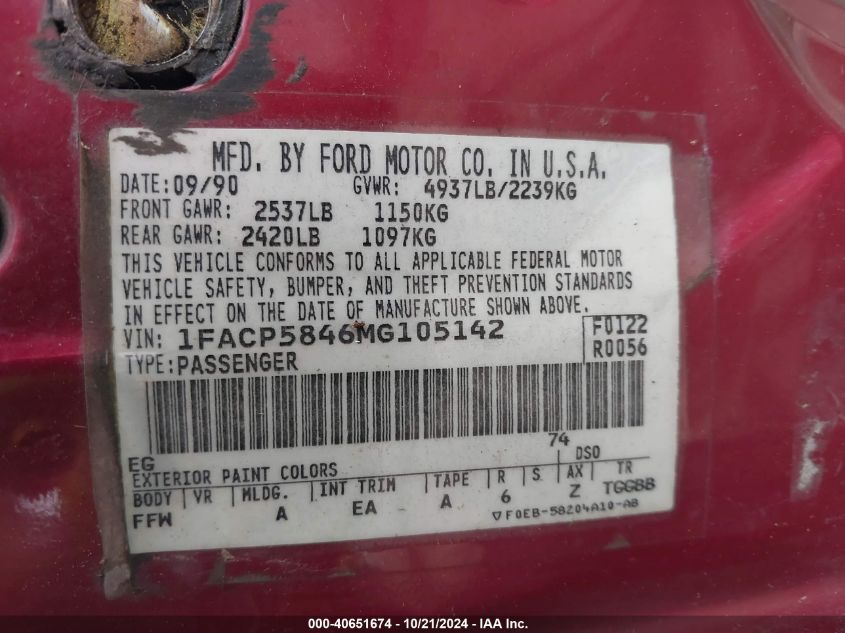 MFD. BY FORD MOTOR CO. IN U.S.A.
DATE: 09/90 GVWR: 4937LB/2239KG
FRONT GAWR: 2537LB 1150KG
REAR GAWR: 2420LB 1097KG
THIS VEHICLE CONFORMS TO ALL APPLICABLE FEDERAL MOTOR
VEHICLE SAFETY, BUMPER, AND THEFT PREVENTION STANDARDS
IN EFFECT ON THE DATE OF MANUFACTURE SHOWN ABOVE.
VIN: 1FACP5846MG105142 F0122
TYPE: PASSENGER R0056
74
EG DSO
EXTERIOR PAINT COLORS
BODY VR MLDG. INT TRIM TAPE R S AX TR
FFW A EA A 6 Z TGG8B
▽F0EB-58204A10-AB
000-40651674 / 10/21/2024 - IAA Inc.